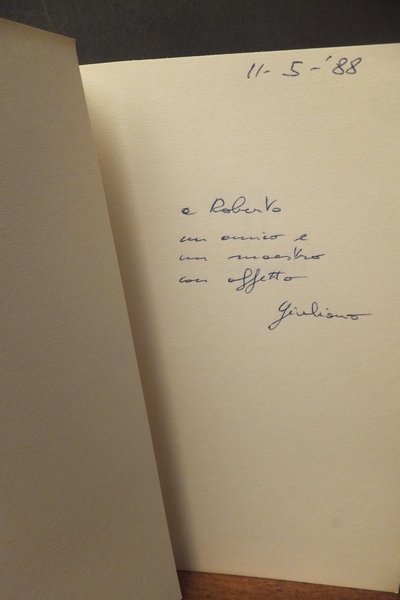 11-5-'88
a Roberto
un amico e
un maestro
con affetto
Giuliano